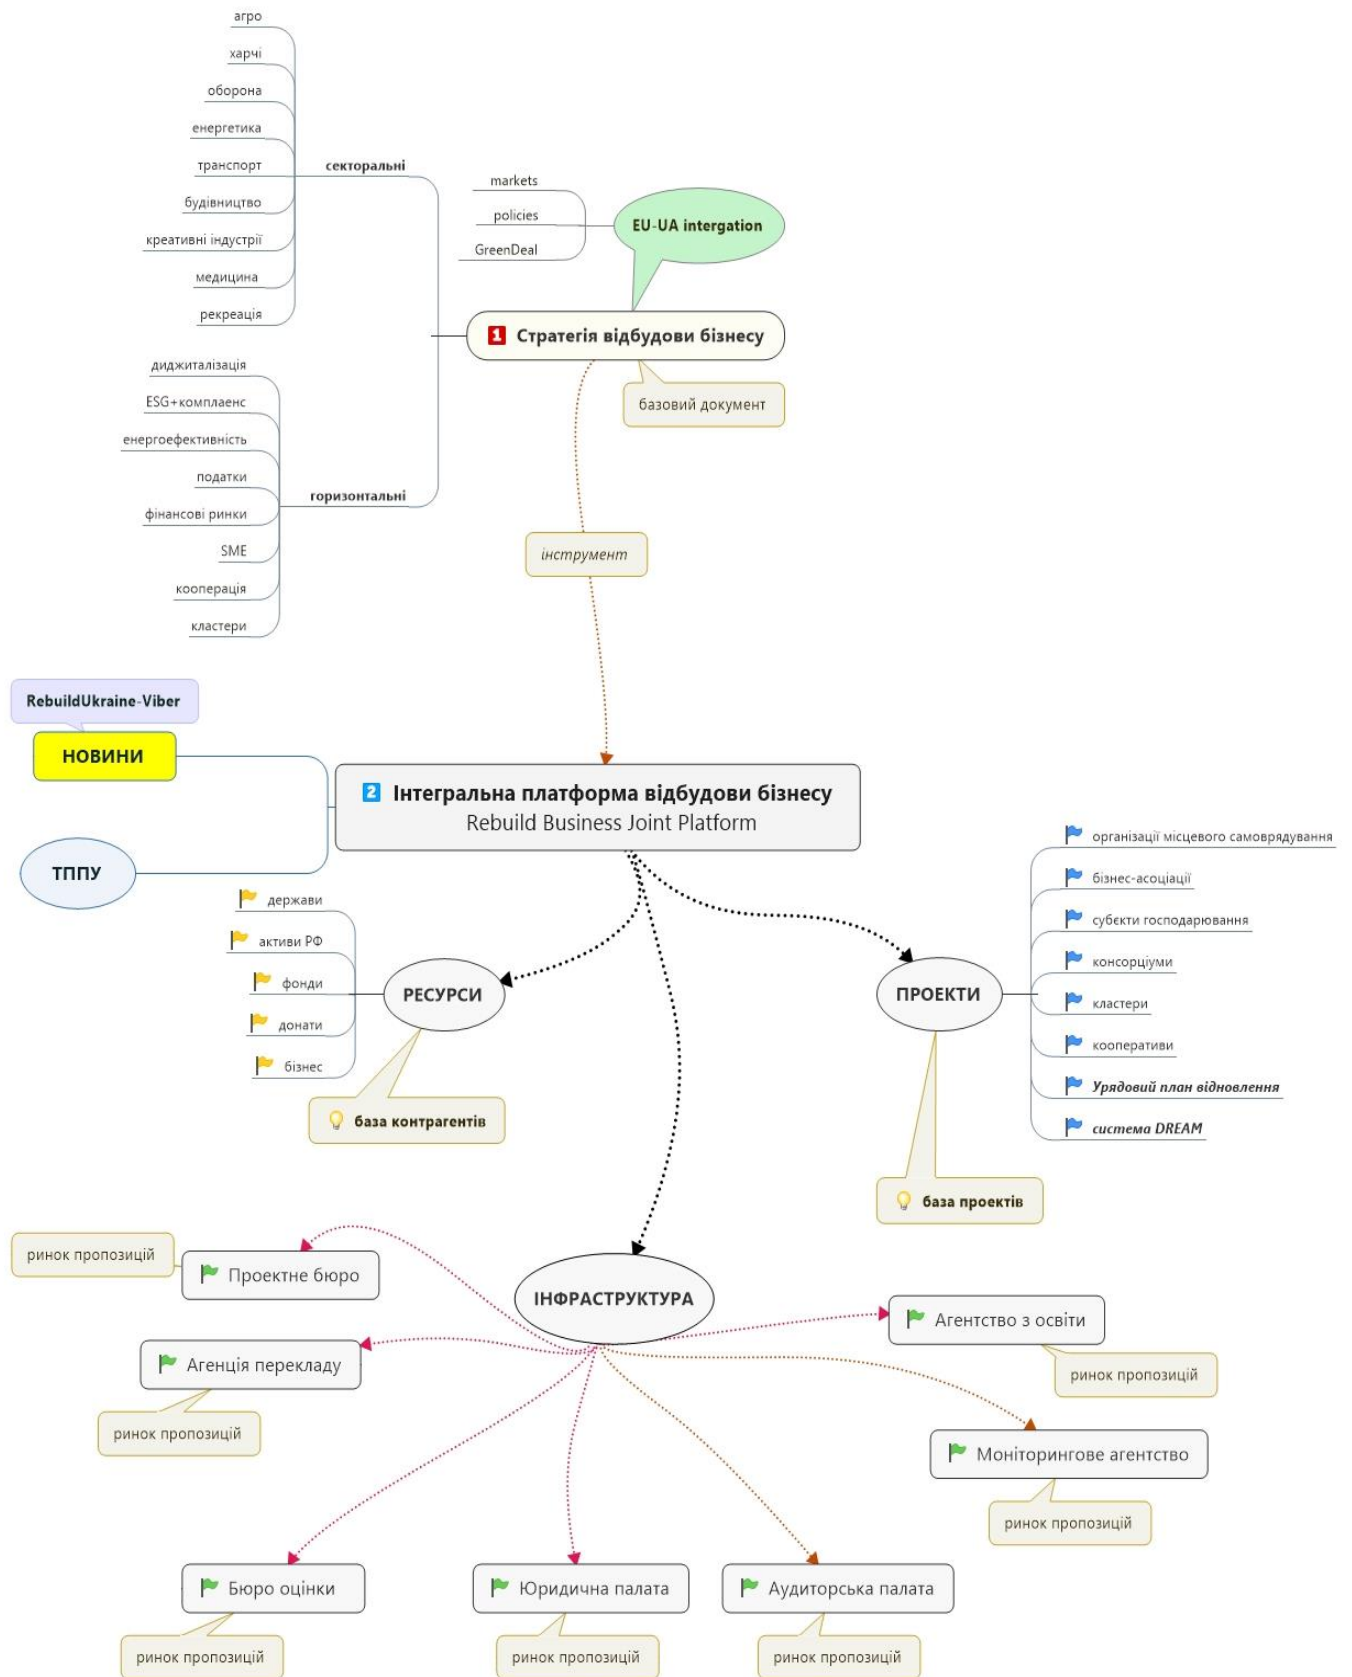 агро
харчі
оборона
енергетика
транспорт
будівництво
креативні індустрії
медицина
рекреація
секторальні
диджиталізація
ESG+комплаенс
енергоефективність
податки
фінансові ринки
SME
кооперація
кластери
горизонтальні
markets
policies
GreenDeal
EU-UA intergation
1 Стратегія відбудови бізнесу
базовий документ
інструмент
RebuildUkraine-Viber
НОВИНИ
ТППУ
2 Інтегральна платформа відбудови бізнесу
Rebuild Business Joint Platform
держави
активи РФ
фонди
донати
бізнес
РЕСУРСИ
база контрагентів
ПРОЕКТИ
організації місцевого самоврядування
бізнес-асоціації
субєкти господарювання
консорціуми
кластери
кооперативи
Урядовий план відновлення
система DREAM
база проектів
ІНФРАСТРУКТУРА
ринок пропозицій
Проектне бюро
Агенція перекладу
ринок пропозицій
Агентство з освіти
ринок пропозицій
Моніторингове агентство
ринок пропозицій
Бюро оцінки
ринок пропозицій
Юридична палата
ринок пропозицій
Аудиторська палата
ринок пропозицій